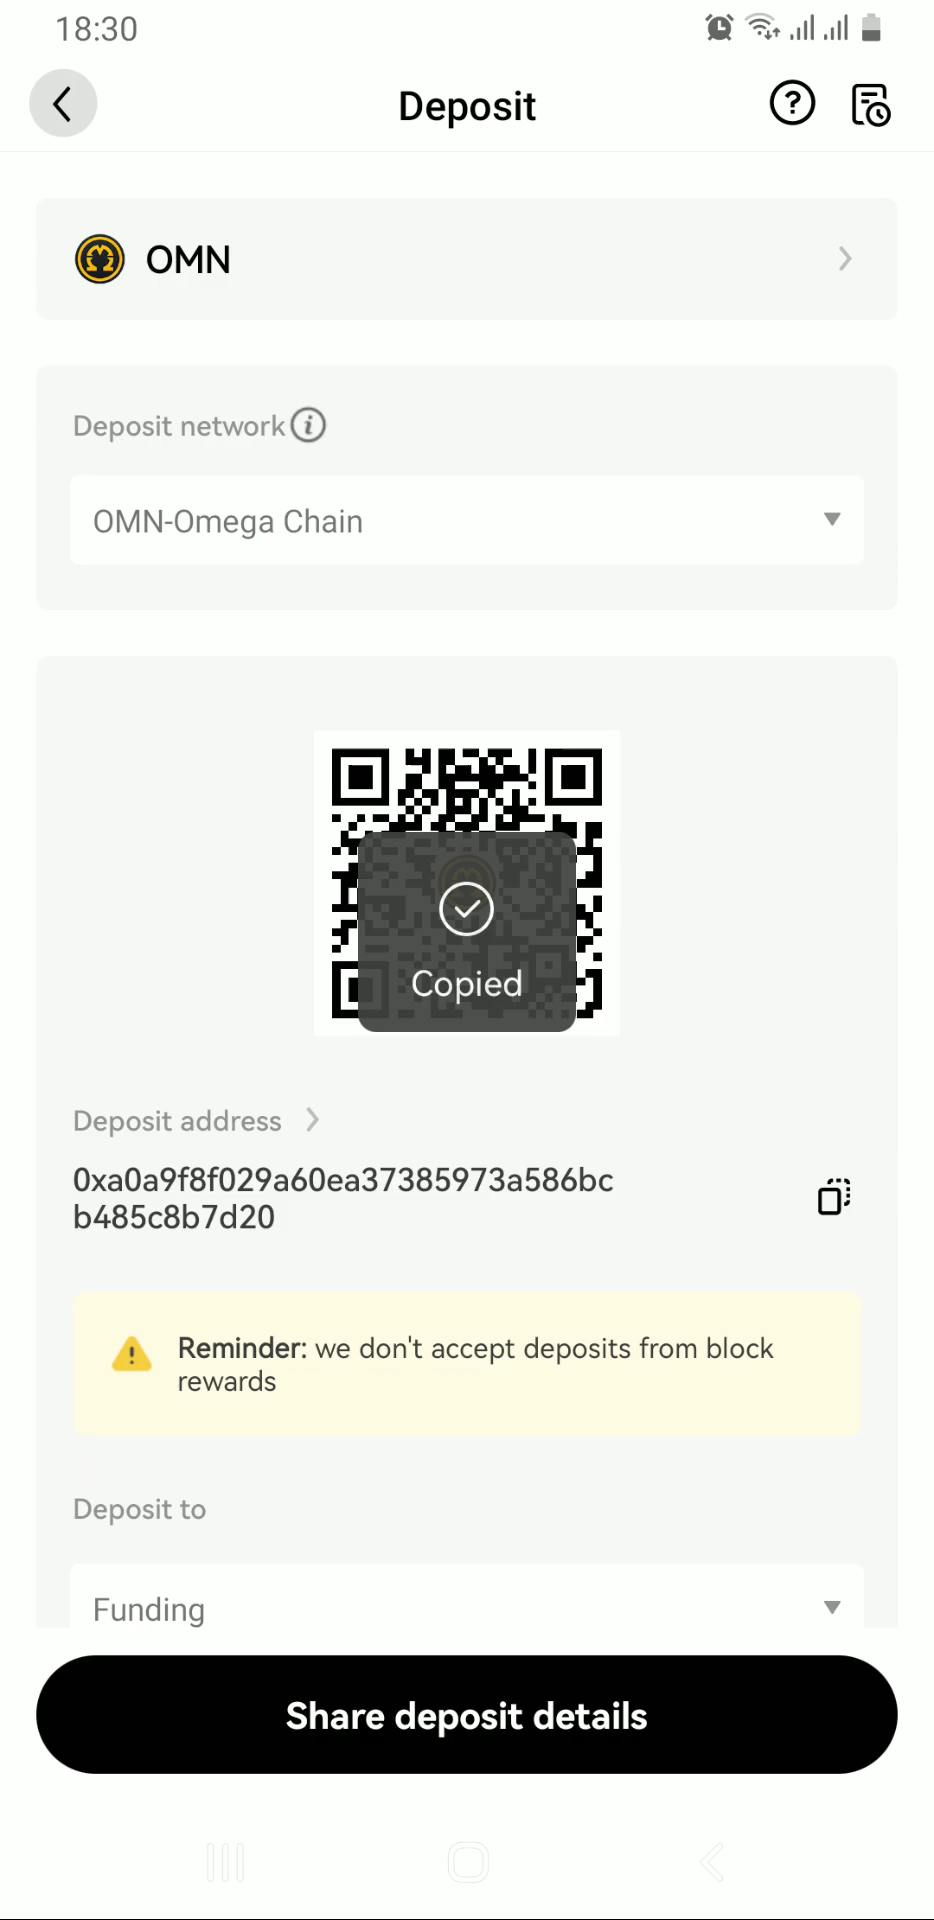 18:30
Deposit
OMN
Deposit network
OMN-Omega Chain
Copied
Deposit address
0xa0a9f8f029a60ea37385973a586bc
b485c8b7d20
Reminder: we don't accept deposits from block
rewards
Deposit to
Funding
Share deposit details